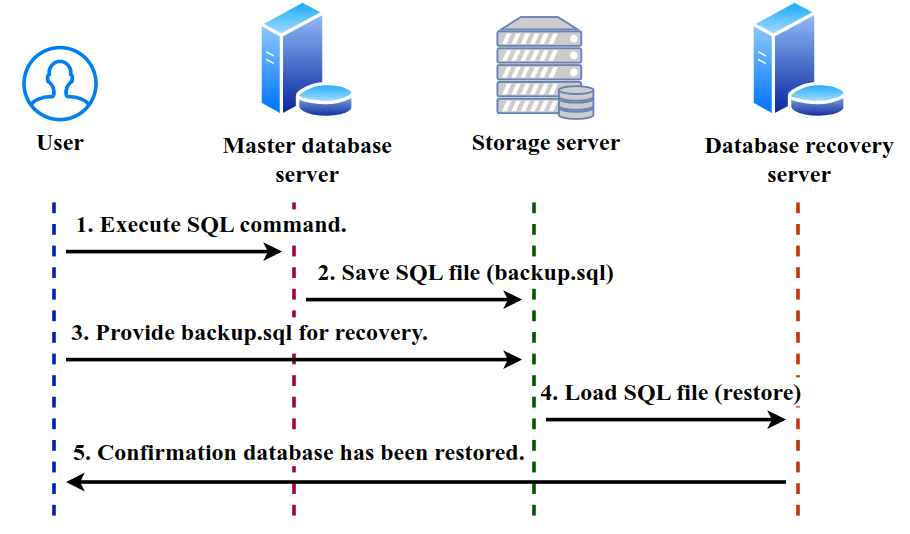 User
Master database
server
Storage server
Database recovery
server
1. Execute SQL command.
2. Save SQL file (backup.sql)
3. Provide backup.sql for recovery.
4. Load SQL file (restore)
5. Confirmation database has been restored.